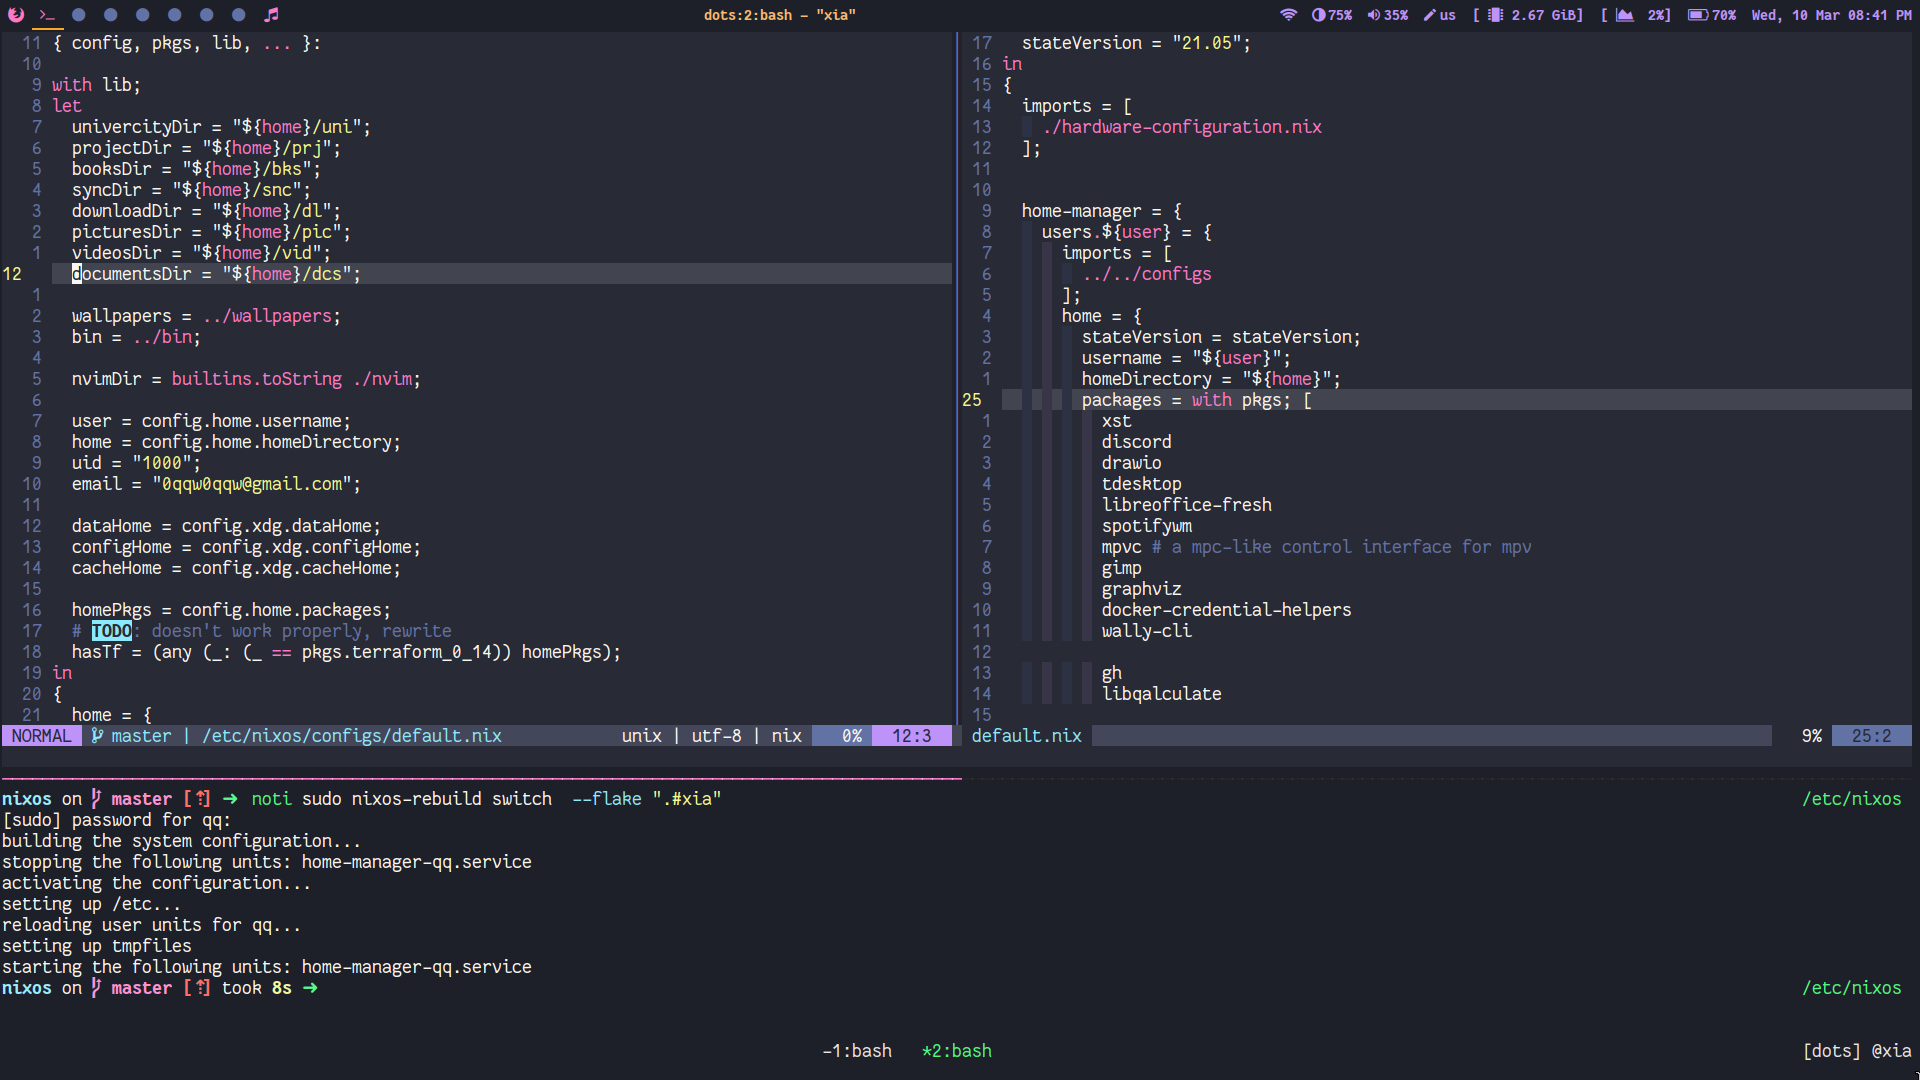 dots:2:bash - "xia"
75% 35% us [ 2.67 GiB] [ 2%] 70% Wed, 10 Mar 08:41 PM
11 { config, pkgs, lib, ... }:
10
9 with lib;
8 let
7 univercityDir = "${home}/uni";
6 projectDir = "${home}/prj";
5 booksDir = "${home}/bks";
4 syncDir = "${home}/snc";
3 downloadDir = "${home}/dl";
2 picturesDir = "${home}/pic";
1 videosDir = "${home}/vid";
12 documentsDir = "${home}/dcs";
1
2 wallpapers = ../wallpapers;
3 bin = ../bin;
4
5 nvimDir = builtins.toString ./nvim;
6
7 user = config.home.username;
8 home = config.home.homeDirectory;
9 uid = "1000";
10 email = "0qqw0qqw@gmail.com";
11
12 dataHome = config.xdg.dataHome;
13 configHome = config.xdg.configHome;
14 cacheHome = config.xdg.cacheHome;
15
16 homePkgs = config.home.packages;
17 # TODO: doesn't work properly, rewrite
18 hasTf = (any (_: (_ == pkgs.terraform_0_14)) homePkgs);
19 in
20 {
21 home = {
NORMAL master | /etc/nixos/configs/default.nix unix | utf-8 | nix 0% 12:3
17 stateVersion = "21.05";
16 in
15 {
14 imports = [
13 ./hardware-configuration.nix
12 ];
11
10
9 home-manager = {
8 users.${user} = {
7 imports = [
6 ../../configs
5 ];
4 home = {
3 stateVersion = stateVersion;
2 username = "${user}";
1 homeDirectory = "${home}";
25 packages = with pkgs; [
1 xst
2 discord
3 drawio
4 tdesktop
5 libreoffice-fresh
6 spotifywm
7 mpvc # a mpc-like control interface for mpv
8 gimp
9 graphviz
10 docker-credential-helpers
11 wally-cli
12
13 gh
14 libqalculate
15
default.nix 9% 25:2
nixos on master [⇡] ➜ noti sudo nixos-rebuild switch --flake ".#xia" /etc/nixos
[sudo] password for qq:
building the system configuration...
stopping the following units: home-manager-qq.service
activating the configuration...
setting up /etc...
reloading user units for qq...
setting up tmpfiles
starting the following units: home-manager-qq.service
nixos on master [⇡] took 8s ➜ /etc/nixos
-1:bash *2:bash [dots] @xia